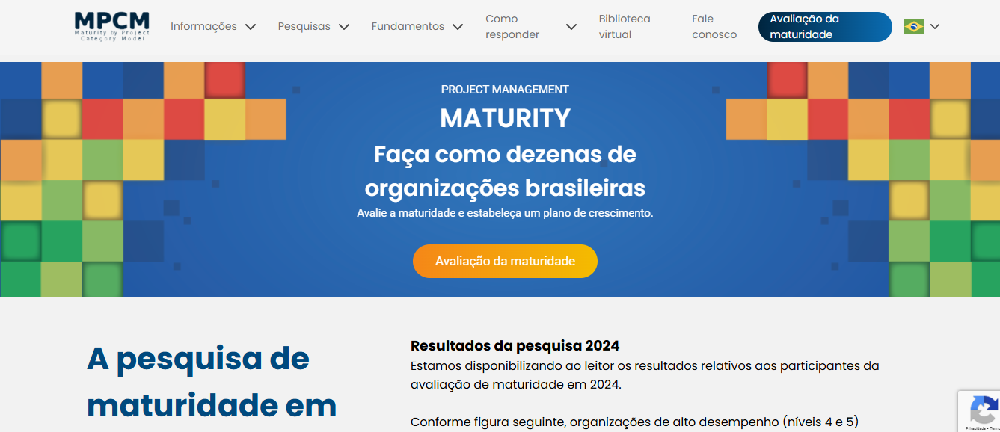 MPCM
Maturity by Project
Category Model
Informações
Pesquisas
Fundamentos
Como
responder
Biblioteca
virtual
Fale
conosco
Avaliação da
maturidade
PROJECT MANAGEMENT
MATURITY
Faça como dezenas de
organizações brasileiras
Avalie a maturidade e estabeleça um plano de crescimento.
Avaliação da maturidade
A pesquisa de
maturidade em
Resultados da pesquisa 2024
Estamos disponibilizando ao leitor os resultados relativos aos participantes da
avaliação de maturidade em 2024.
Conforme figura seguinte, organizações de alto desempenho (níveis 4 e 5)
Privacidade - Termo